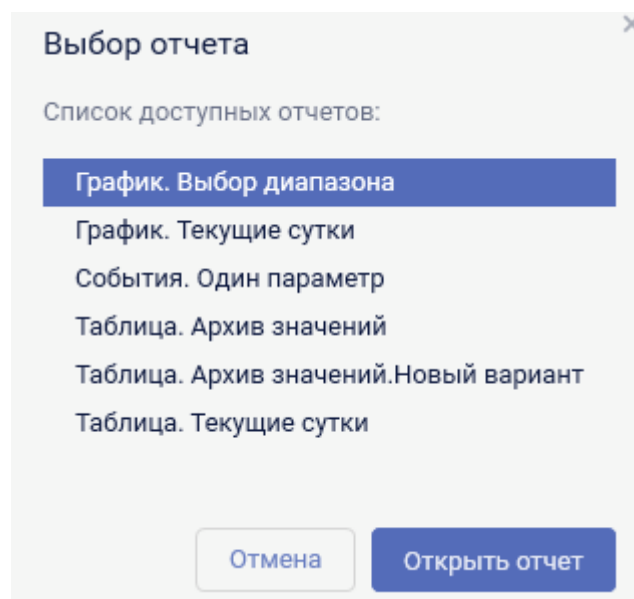 Выбор отчета
Список доступных отчетов:
График. Выбор диапазона
График. Текущие сутки
События. Один параметр
Таблица. Архив значений
Таблица. Архив значений.Новый вариант
Таблица. Текущие сутки
Отмена
Открыть отчет